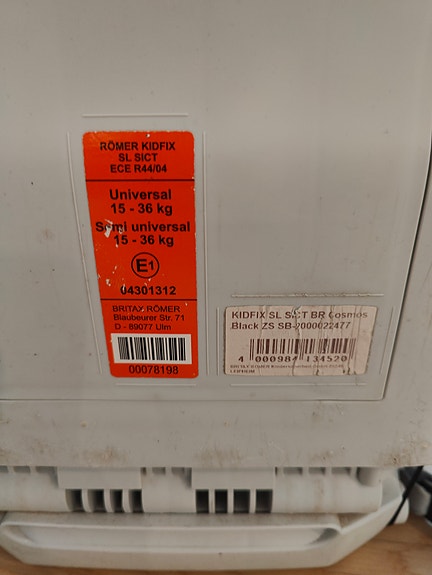 RÖMER KIDFIX
SL SICT
ECE R44/04
Universal
15 - 36 kg
Semi universal
15 - 36 kg
E1
04301312
BRITAX RÖMER
Blaubeurer Str. 71
D - 89077 Ulm
00078198
KIDFIX SL SICT BR Cosmos
Black ZS SB-2000022477
4 000984 134520